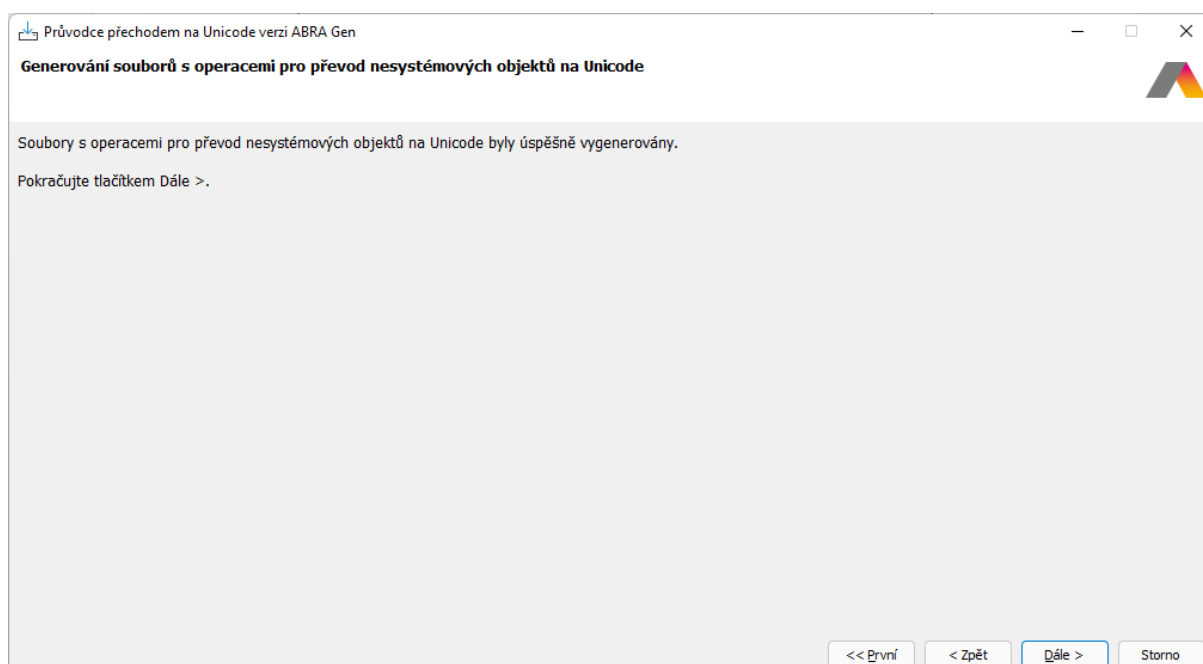 Průvodce přechodem na Unicode verzi ABRA Gen
Generování souborů s operacemi pro převod nesystémových objektů na Unicode
Soubory s operacemi pro převod nesystémových objektů na Unicode byly úspěšně vygenerovány.
Pokračujte tlačítkem Dále >.
<< První < Zpět Dále > Storno